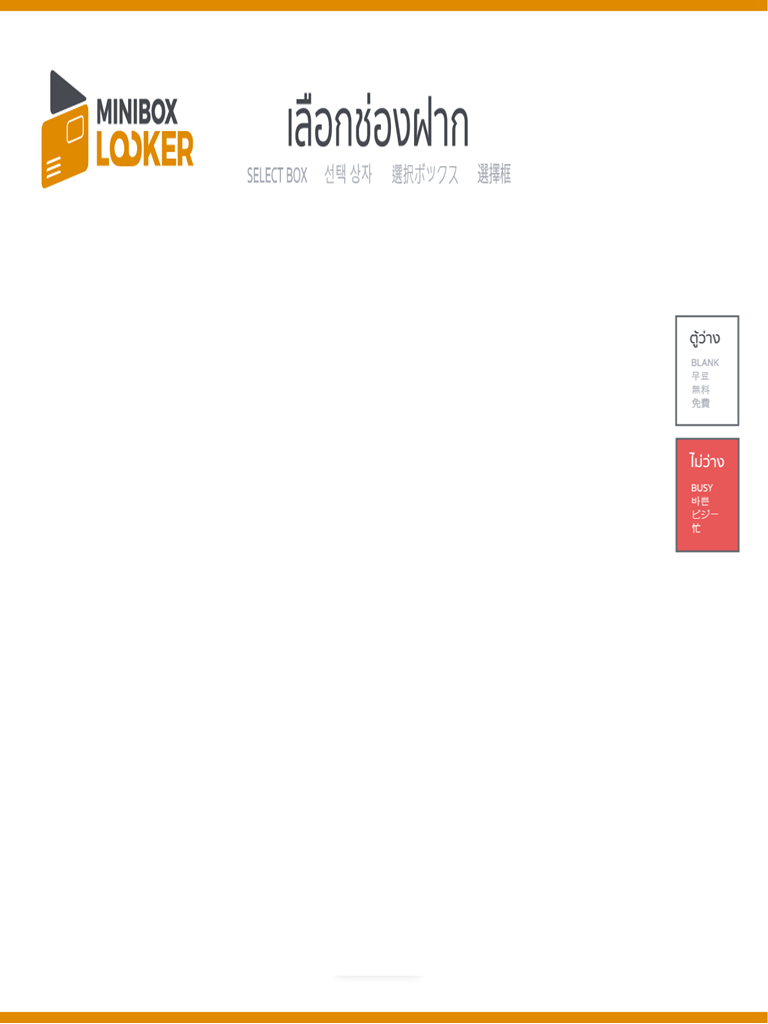 MINIBOX
LOOKER
เลือกช่องฝาก
SELECT BOX 선택 상자 選択ボックス 選擇框
ตู้ว่าง
BLANK
무료
無料
免費
ไม่ว่าง
BUSY
바쁜
ビジー
忙